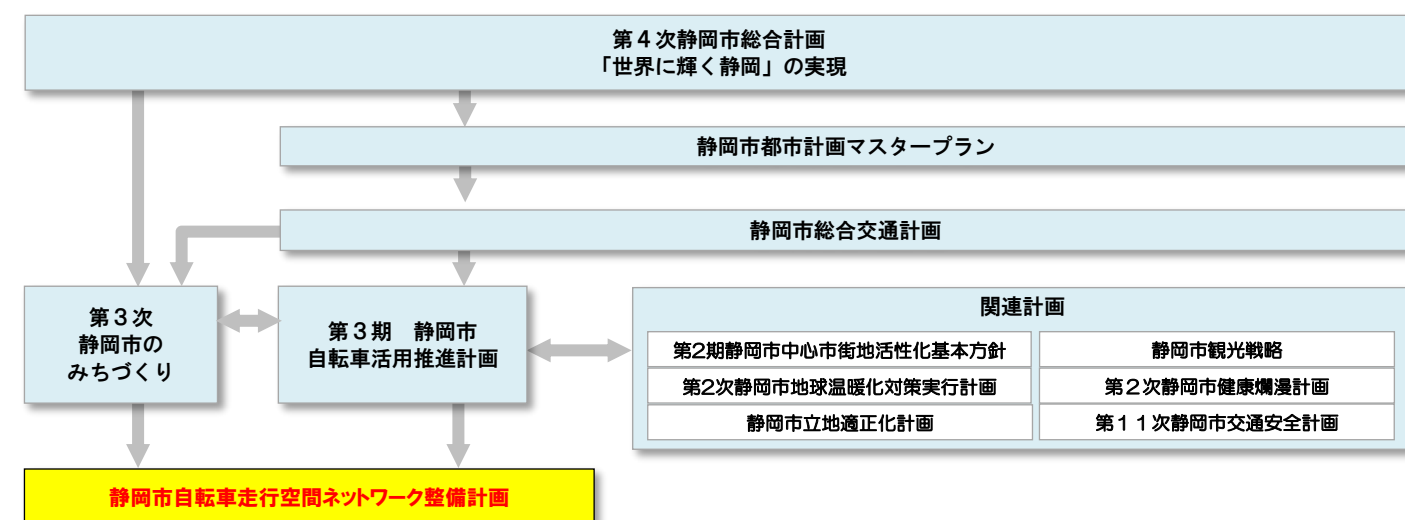 第４次静岡市総合計画
「世界に輝く静岡」の実現
静岡市都市計画マスタープラン
静岡市総合交通計画
第３次
静岡市の
みちづくり
第３期　静岡市
自転車活用推進計画
関連計画
第2期静岡市中心市街地活性化基本方針
静岡市観光戦略
第2次静岡市地球温暖化対策実行計画
第２次静岡市健康爛漫計画
静岡市立地適正化計画
第１１次静岡市交通安全計画
静岡市自転車走行空間ネットワーク整備計画